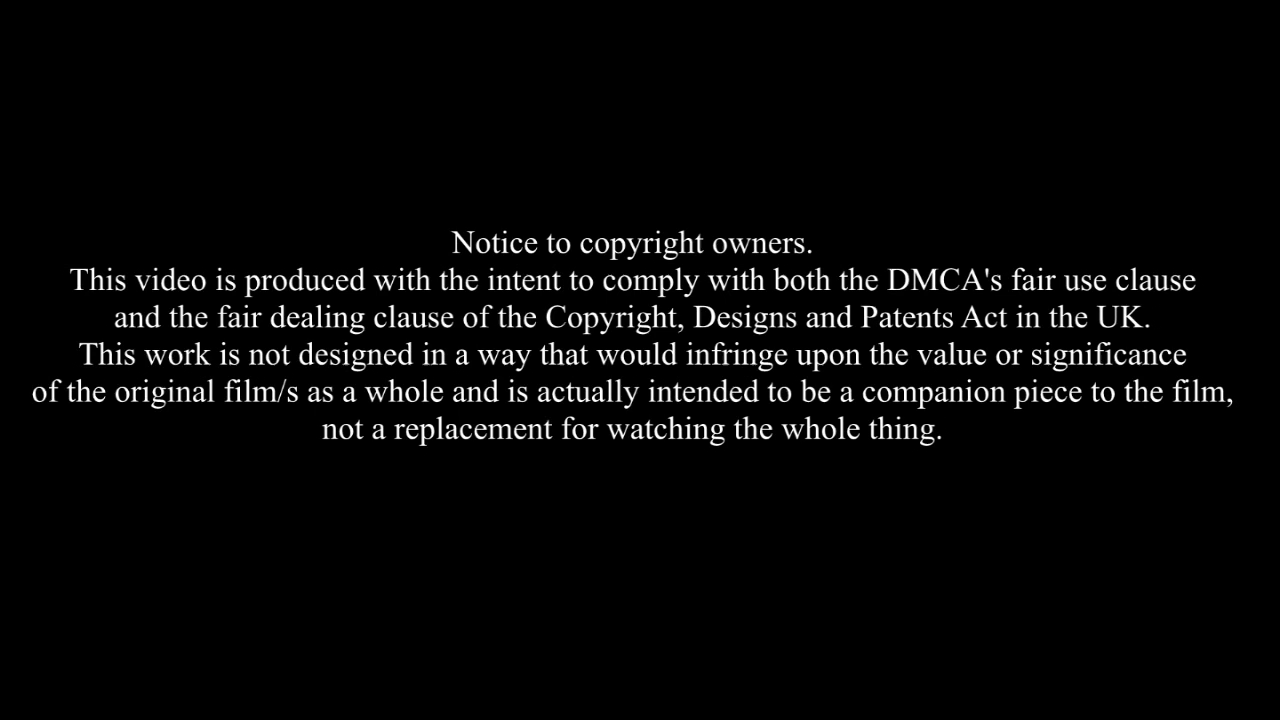 Notice to copyright owners.
This video is produced with the intent to comply with both the DMCA's fair use clause
and the fair dealing clause of the Copyright, Designs and Patents Act in the UK.
This work is not designed in a way that would infringe upon the value or significance
of the original film/s as a whole and is actually intended to be a companion piece to the film,
not a replacement for watching the whole thing.